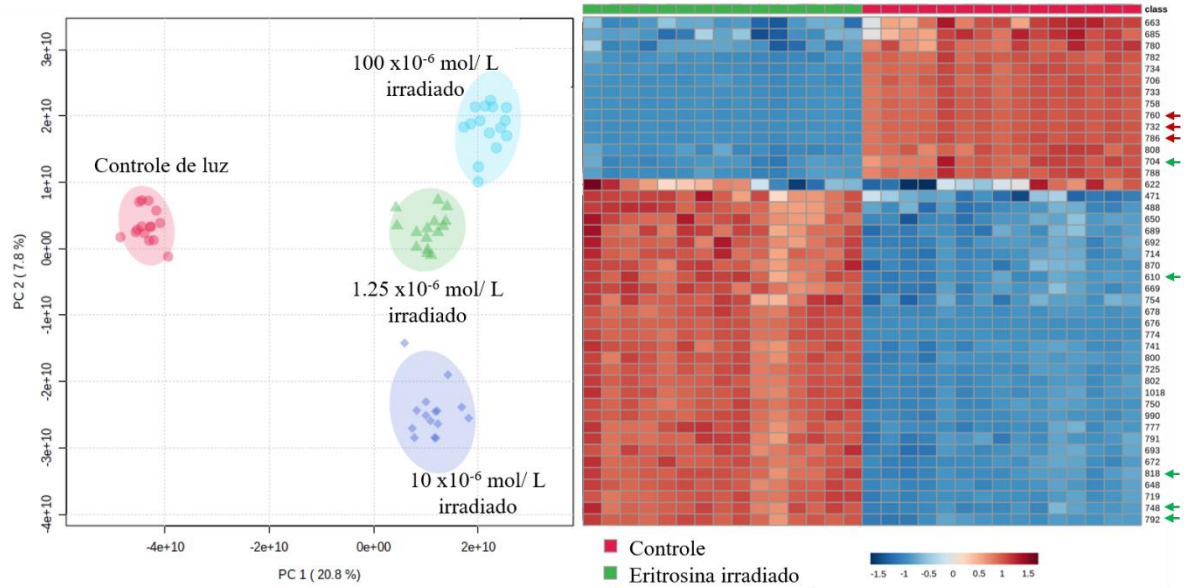 100 x10⁻⁶ mol/ L
irradiado
Controle de luz
1.25 x10⁻⁶ mol/ L
irradiado
10 x10⁻⁶ mol/ L
irradiado
3e+10
2e+10
1e+10
0e+00
-1e+10
-2e+10
-3e+10
-4e+10
PC 2 ( 7.8 % )
-4e+10
-2e+10
0e+00
2e+10
PC 1 ( 20.8 % )
class
663
685
780
782
734
706
733
758
760
732
786
808
704
788
622
471
488
650
689
692
714
870
610
669
754
678
676
774
741
800
725
802
1018
750
990
777
791
693
672
818
648
719
748
792
Controle
Eritrosina irradiado
-1.5 -1 -0.5 0 0.5 1 1.5